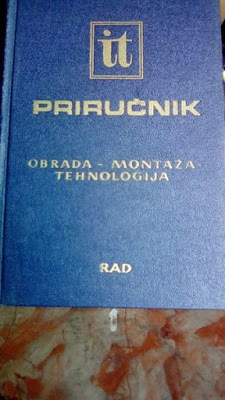 it
PRIRUČNIK
OBRADA - MONTAŽA-
TEHNOLOGIJA
RAD